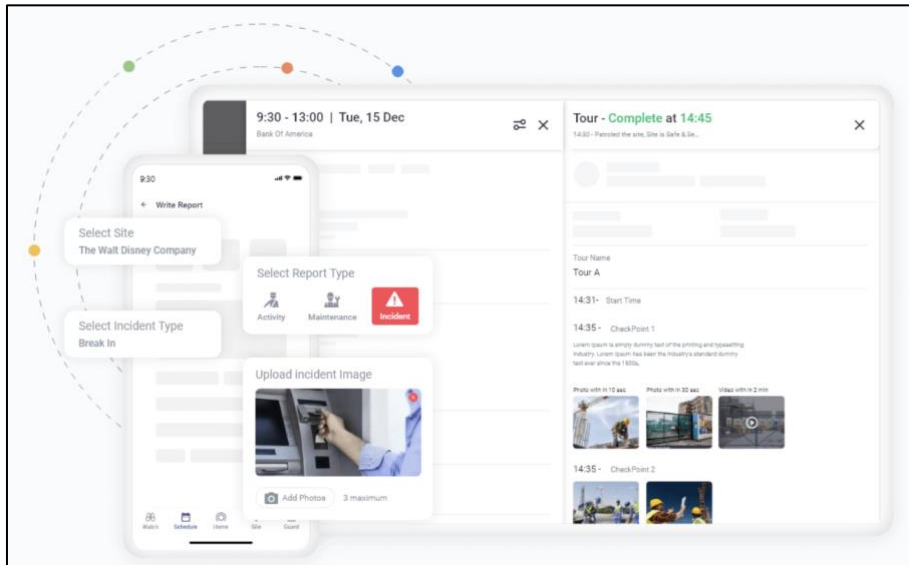 9:30 - 13:00 | Tue, 15 Dec
Bank Of America
Tour - Complete at 14:45
14:30 - Patroled the site, Site is Safe & Se...
9:30
Write Report
Select Site
The Walt Disney Company
Select Report Type
Activity
Maintenance
Incident
Select Incident Type
Break In
Upload incident Image
Add Photos
3 maximum
Schedule
Home
Site
Guard
Tour Name
Tour A
14:31- Start Time
14:35 - CheckPoint 1
Lorem Ipsum is simply dummy text of the printing and typesetting
industry. Lorem Ipsum has been the industry's standard dummy
text ever since the 1500s,
Photo with in 10 sec
Photo with in 30 sec
Video with in 2 min
14:35 - CheckPoint 2